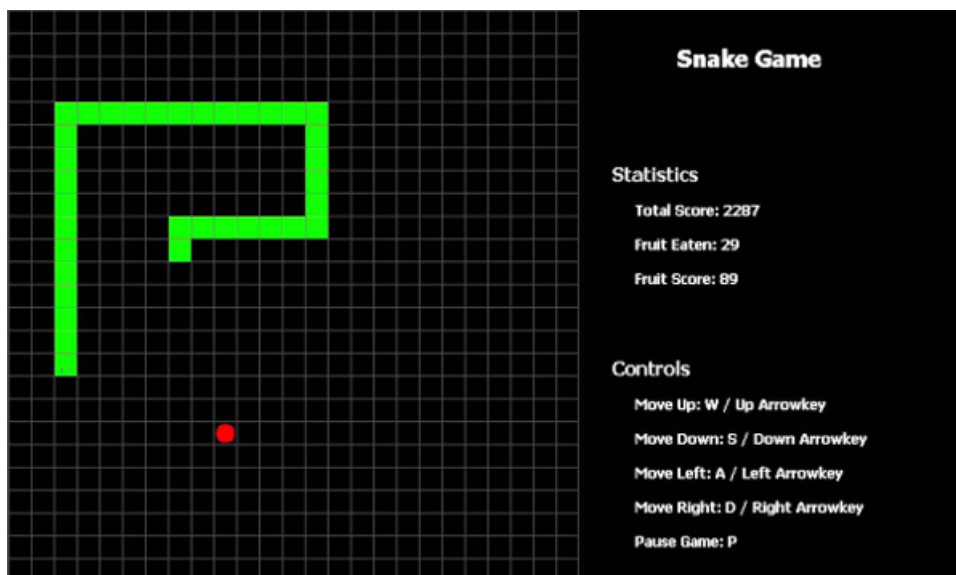 Snake Game
Statistics
Total Score: 2287
Fruit Eaten: 29
Fruit Score: 89
Controls
Move Up: W / Up Arrowkey
Move Down: S / Down Arrowkey
Move Left: A / Left Arrowkey
Move Right: D / Right Arrowkey
Pause Game: P